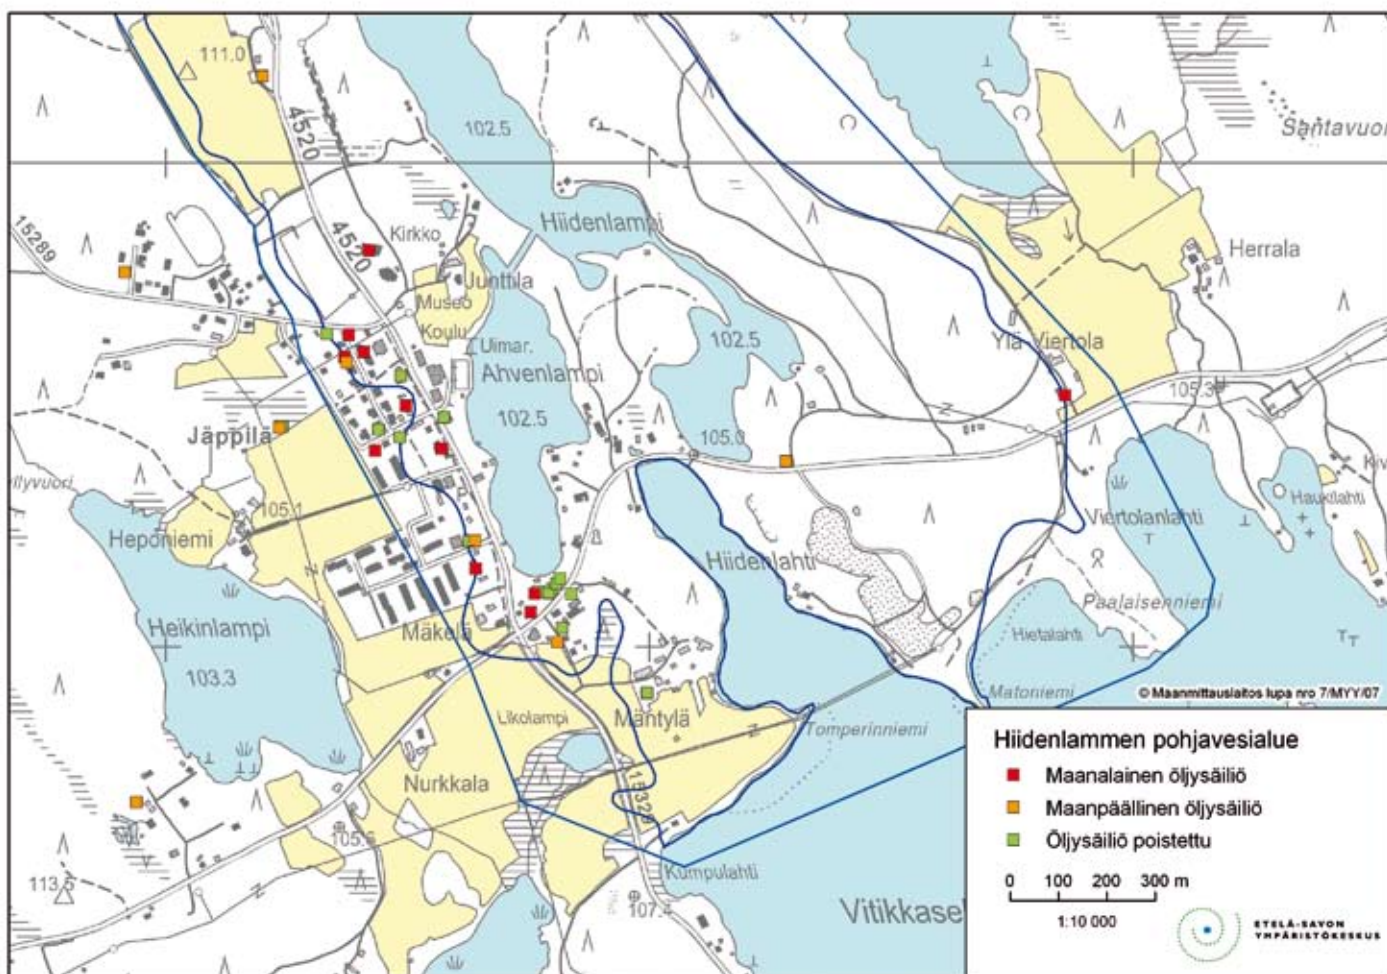 111.0
4520
102.5
Santavuori
15289
4520
Kirkko
Hiidenlampi
Herrala
Junttila
Museo
Koulu
102.5
Uimar.
Ahvenlampi
Ylä-Viertola
102.5
105.3
Jäppilä
105.0
105.1
P
Heponiemi
Hiidenlahti
Viertolanlahti
Haukilahti
Heikinlampi
Mäkelä
Paalaisenniemi
Hietalahti
103.3
Matoniemi
© Maanmittauslaitos lupa nro 7/MYY/07
Likolampi
Mäntylä
Tomperinniemi
Nurkkala
105.5
Kumpulahti
113.5
107.4
Vitikkasel
Hiidenlammen pohjavesialue
Maanalainen öljysäiliö
Maanpäällinen öljysäiliö
Öljysäiliö poistettu
0 100 200 300 m
1:10 000
ETELÄ-SAVON
YMPÄRISTÖKESKUS